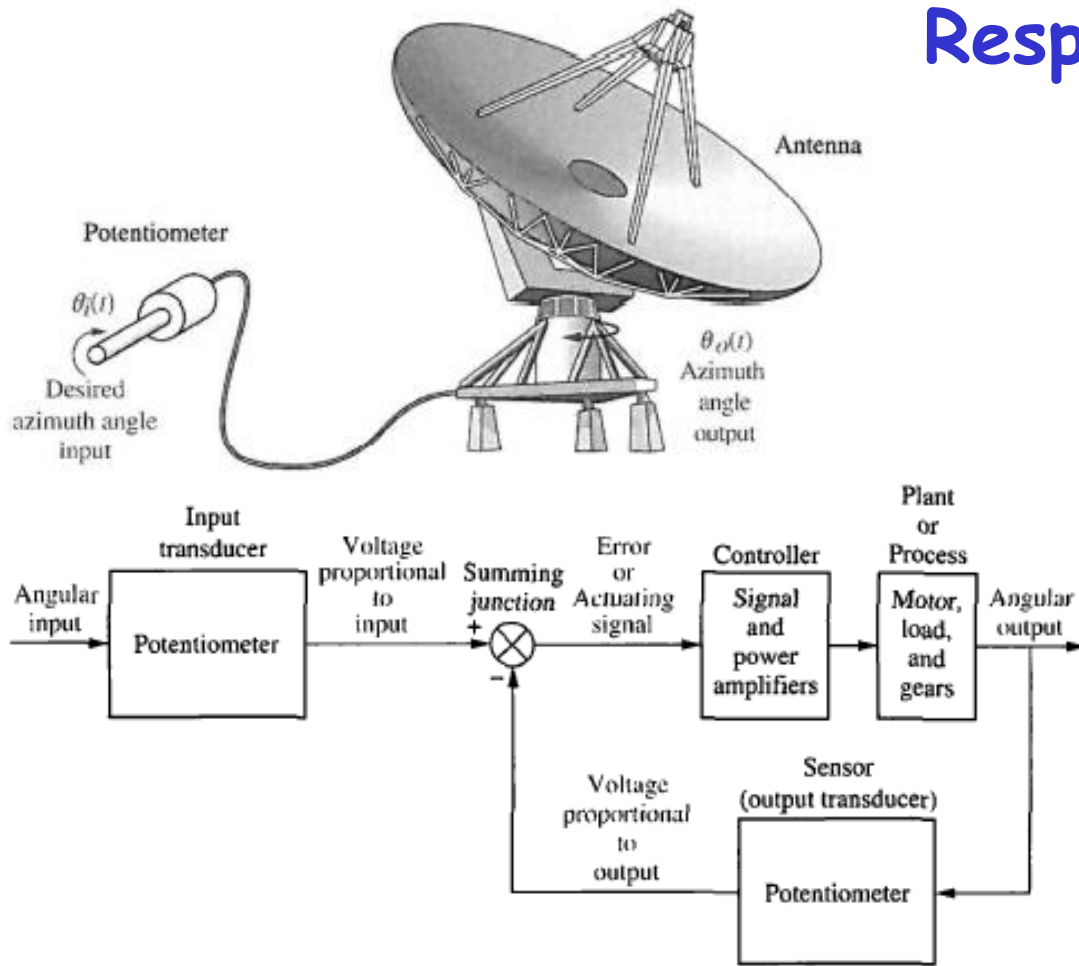 Resp
Antenna
Potentiometer
θi(t)
Desired
azimuth angle
input
θo(t)
Azimuth
angle
output
Input
transducer
Angular
input
Potentiometer
Voltage
proportional
to
input
Summing
junction
+
-
Error
or
Actuating
signal
Controller
Signal
and
power
amplifiers
Plant
or
Process
Motor,
load,
and
gears
Angular
output
Sensor
(output transducer)
Potentiometer
Voltage
proportional
to
output